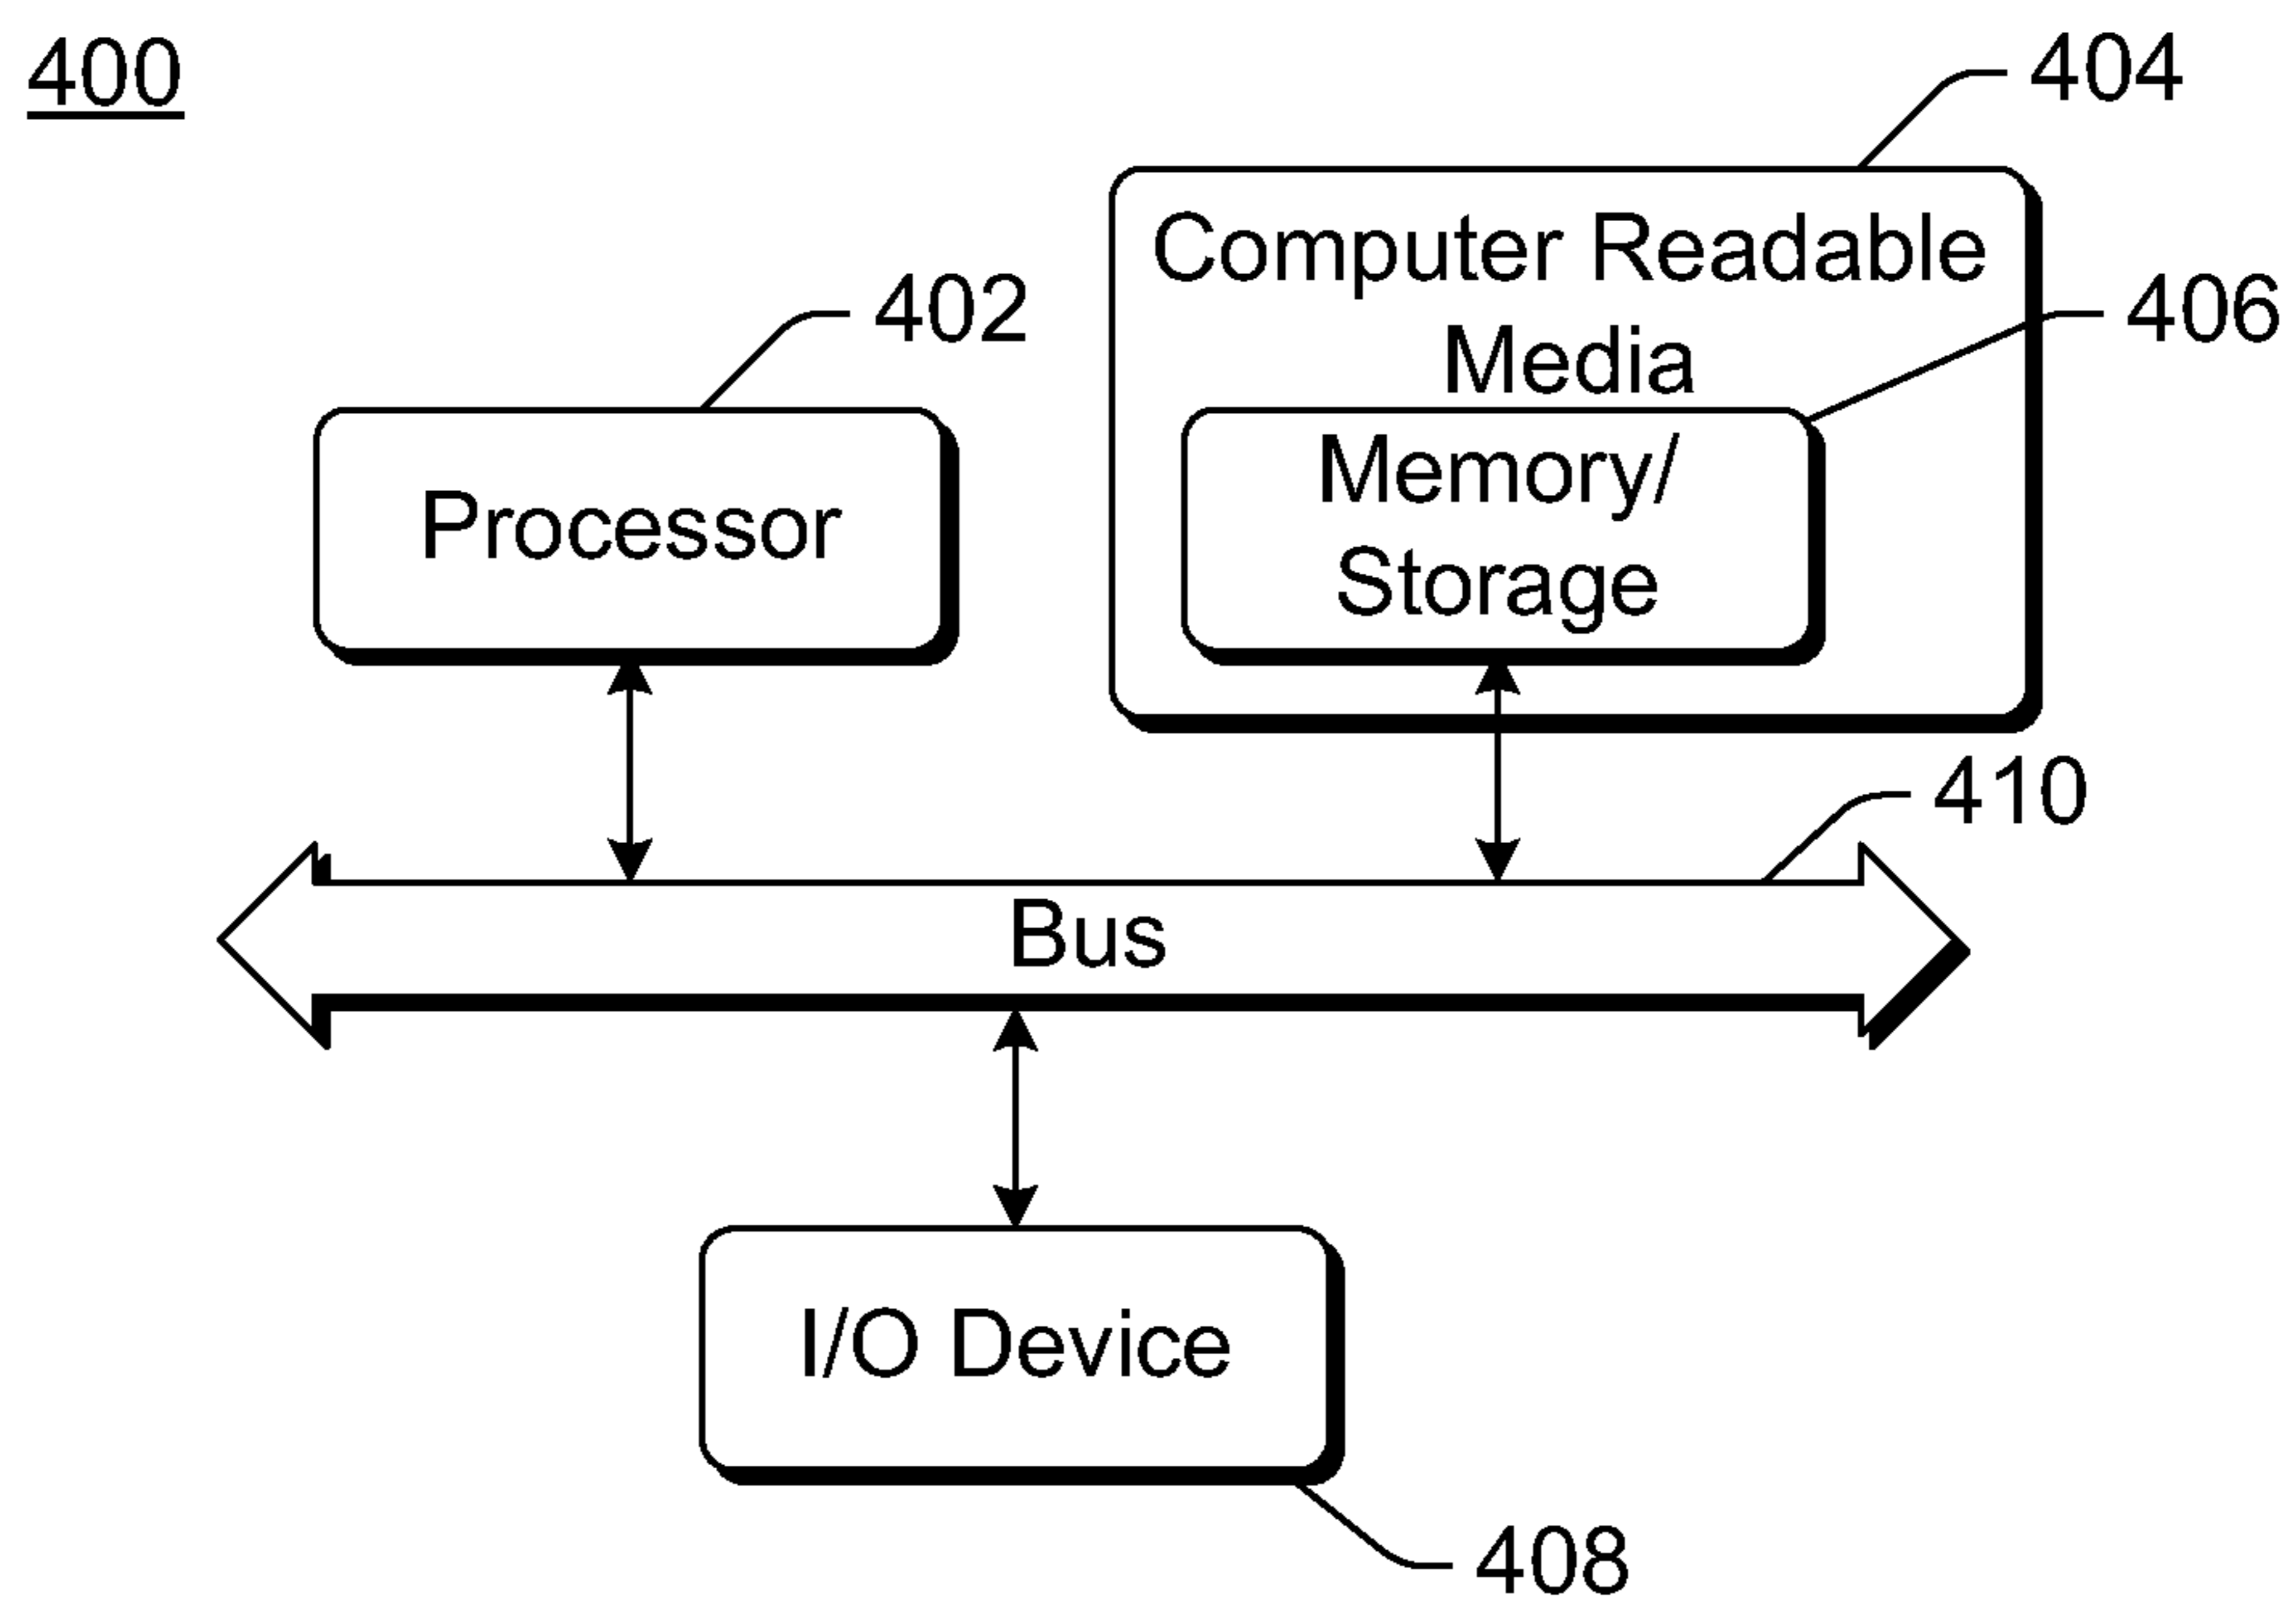 400
404
Computer Readable
Media
402
406
Processor
Memory/
Storage
410
Bus
I/O Device
408